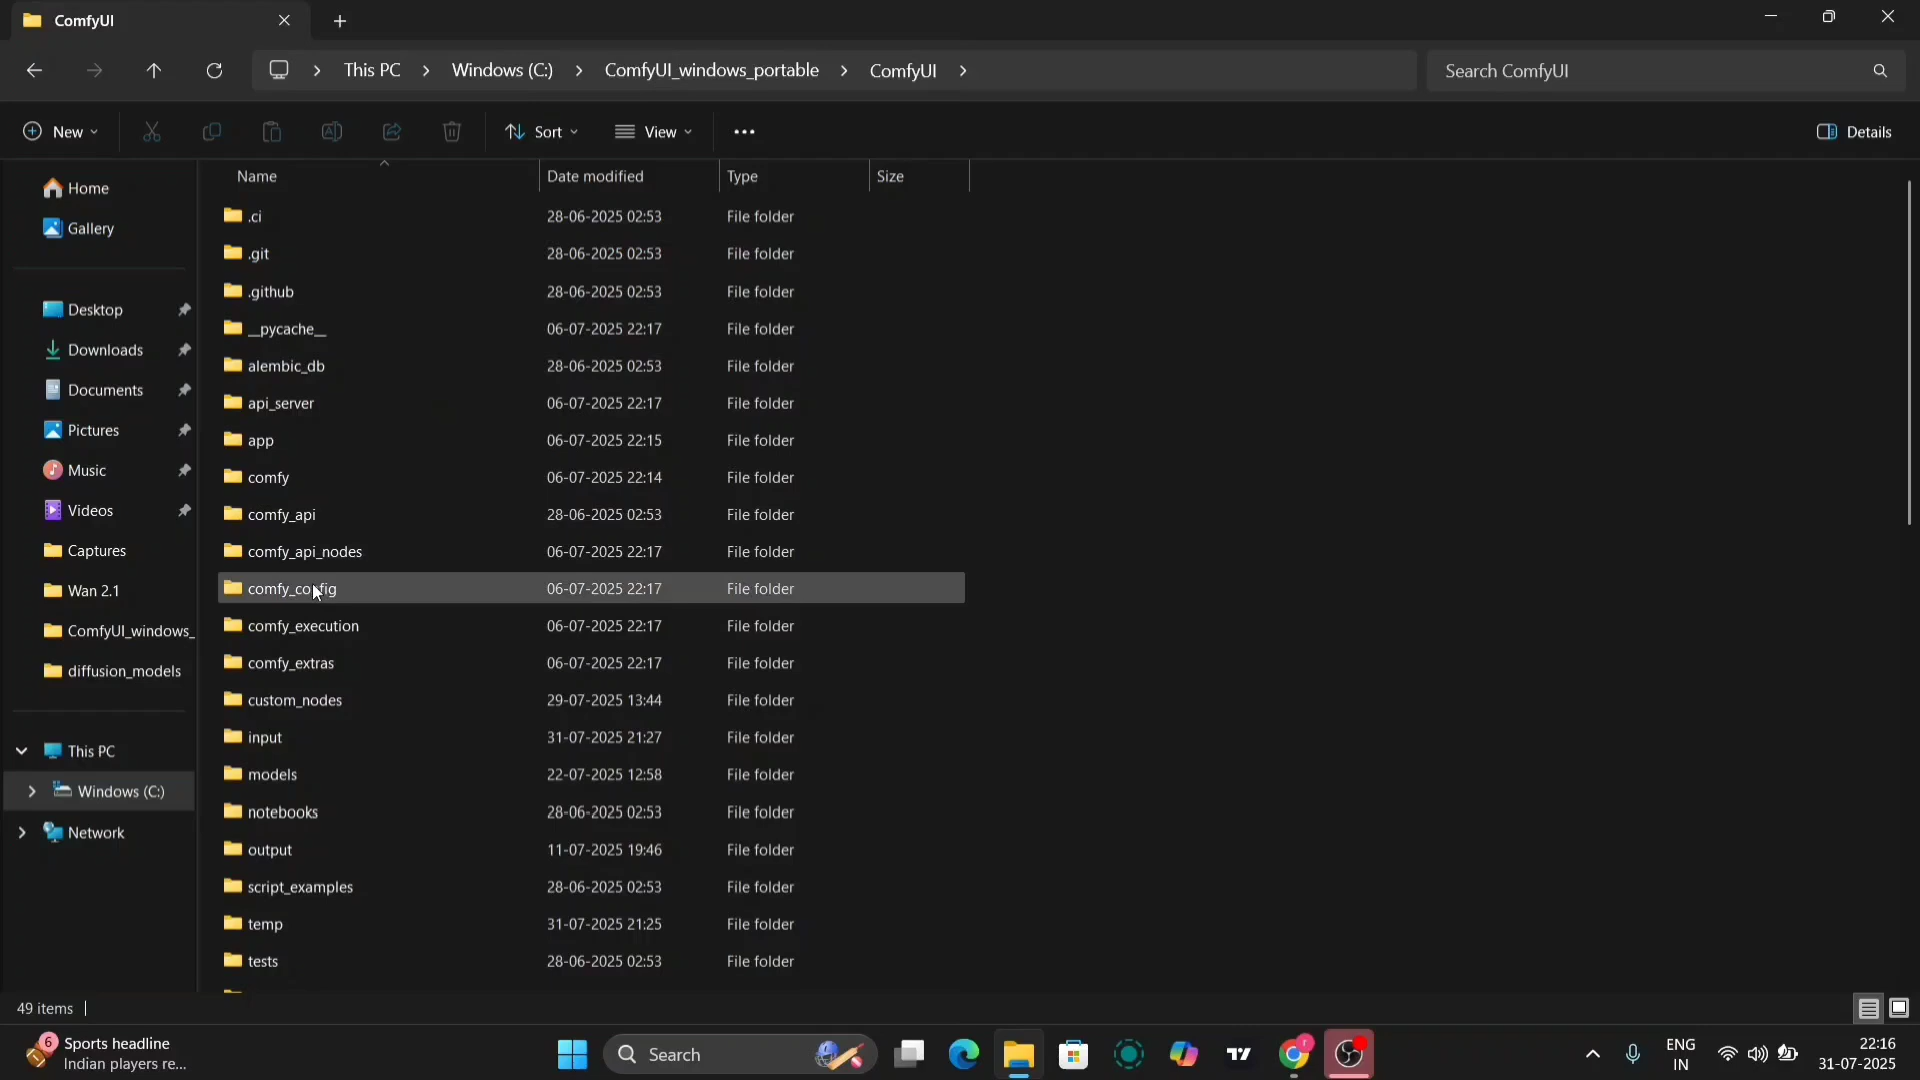 ComfyUI
This PC
Windows (C:)
ComfyUI_windows_portable
ComfyUI
Search ComfyUI
New
Sort
View
Details
Home
Gallery
Desktop
Downloads
Documents
Pictures
Music
Videos
Captures
Wan 2.1
ComfyUI_windows_
diffusion_models
This PC
Windows (C:)
Network
Name Date modified Type Size
.ci 28-06-2025 02:53 File folder
.git 28-06-2025 02:53 File folder
.github 28-06-2025 02:53 File folder
__pycache__ 06-07-2025 22:17 File folder
alembic_db 28-06-2025 02:53 File folder
api_server 06-07-2025 22:17 File folder
app 06-07-2025 22:15 File folder
comfy 06-07-2025 22:14 File folder
comfy_api 28-06-2025 02:53 File folder
comfy_api_nodes 06-07-2025 22:17 File folder
comfy_config 06-07-2025 22:17 File folder
comfy_execution 06-07-2025 22:17 File folder
comfy_extras 06-07-2025 22:17 File folder
custom_nodes 29-07-2025 13:44 File folder
input 31-07-2025 21:27 File folder
models 22-07-2025 12:58 File folder
notebooks 28-06-2025 02:53 File folder
output 11-07-2025 19:46 File folder
script_examples 28-06-2025 02:53 File folder
temp 31-07-2025 21:25 File folder
tests 28-06-2025 02:53 File folder
49 items
6
Sports headline
Indian players re...
Search
ENG
IN
22:16
31-07-2025